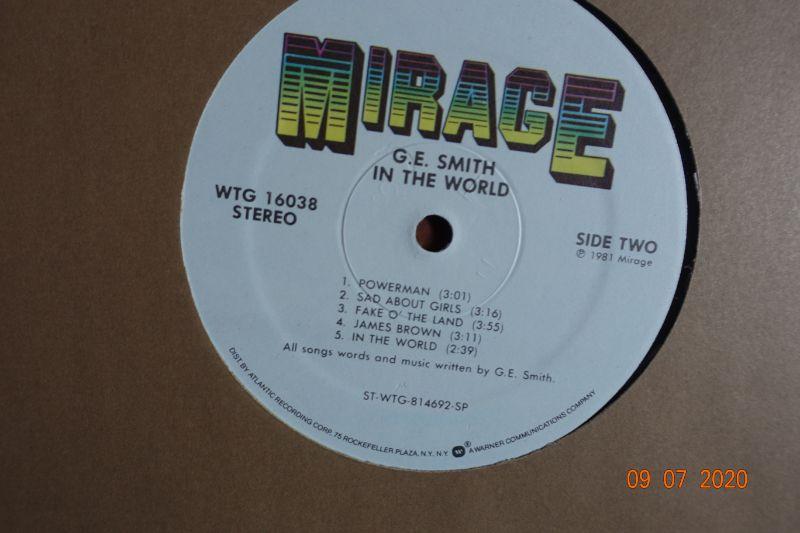 MIRAGE
G.E. SMITH
IN THE WORLD
WTG 16038
STEREO
SIDE TWO
℗ 1981 Mirage
1. POWERMAN (3:01)
2. SAD ABOUT GIRLS (3:16)
3. FAKE O' THE LAND (3:55)
4. JAMES BROWN (3:11)
5. IN THE WORLD (2:39)
All songs words and music written by G.E. Smith.
ST-WTG-814692-SP
DIST. BY ATLANTIC RECORDING CORP. 75 ROCKEFELLER PLAZA, N.Y. N.Y. W ® A WARNER COMMUNICATIONS COMPANY
09 07 2020